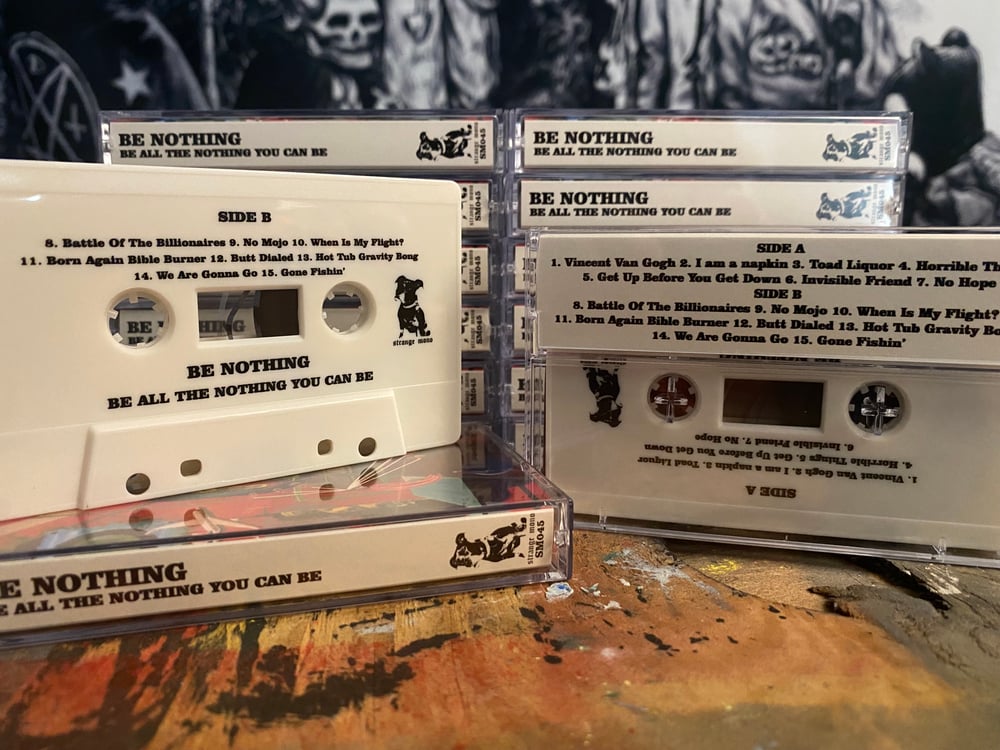 BE NOTHING
BE ALL THE NOTHING YOU CAN BE
strange mono
SM045
BE NOTHING
BE ALL THE NOTHING YOU CAN BE
strange mono
SM045
BE NOTHING
BE ALL THE NOTHING YOU CAN BE
SM045
SM045
SM045
SM045
SM045
SIDE B
8. Battle Of The Billionaires 9. No Mojo 10. When Is My Flight?
11. Born Again Bible Burner 12. Butt Dialed 13. Hot Tub Gravity Bong
14. We Are Gonna Go 15. Gone Fishin'
BE HING
strange mono
BE NOTHING
BE ALL THE NOTHING YOU CAN BE
E NOTHING
E ALL THE NOTHING YOU CAN BE
strange mono
SM045
SIDE A
1. Vincent Van Gogh 2. I am a napkin 3. Toad Liquor 4. Horrible Th
5. Get Up Before You Get Down 6. Invisible Friend 7. No Hope
SIDE B
8. Battle Of The Billionaires 9. No Mojo 10. When Is My Flight?
11. Born Again Bible Burner 12. Butt Dialed 13. Hot Tub Gravity Bo
14. We Are Gonna Go 15. Gone Fishin'
SIDE A
1. Vincent Van Gogh 2. I am a napkin 3. Toad Liquor
4. Horrible Things 5. Get Up Before You Get Down
6. Invisible Friend 7. No Hope